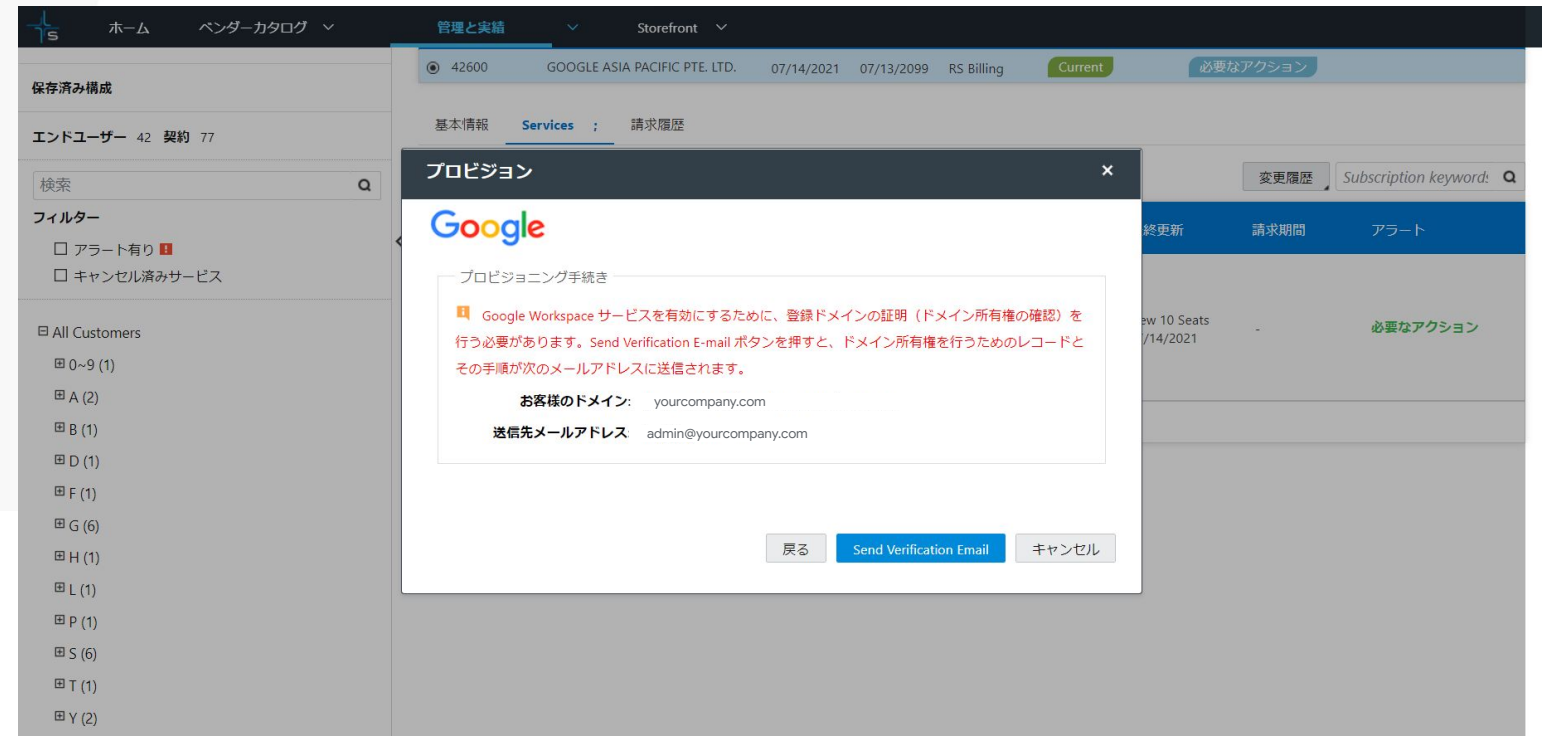 S
ホーム ベンダーカタログ 管理と実績 Storefront
42600 GOOGLE ASIA PACIFIC PTE. LTD. 07/14/2021 07/13/2099 RS Billing Current 必要なアクション
保存済み構成
エンドユーザー 42 契約 77
検索
フィルター
アラート有り
キャンセル済みサービス
All Customers
0~9 (1)
A (2)
B (1)
D (1)
F (1)
G (6)
H (1)
L (1)
P (1)
S (6)
T (1)
Y (2)
基本情報 Services ; 請求履歴
変更履歴 Subscription keyword:
終更新 請求期間 アラート
ew 10 Seats
/14/2021
- 必要なアクション
プロビジョン ×
Google
プロビジョニング手続き
Google Workspace サービスを有効にするために、登録ドメインの証明（ドメイン所有権の確認）を
行う必要があります。Send Verification E-mail ボタンを押すと、ドメイン所有権を行うためのレコードと
その手順が次のメールアドレスに送信されます。
お客様のドメイン: yourcompany.com
送信先メールアドレス: admin@yourcompany.com
戻る Send Verification Email キャンセル